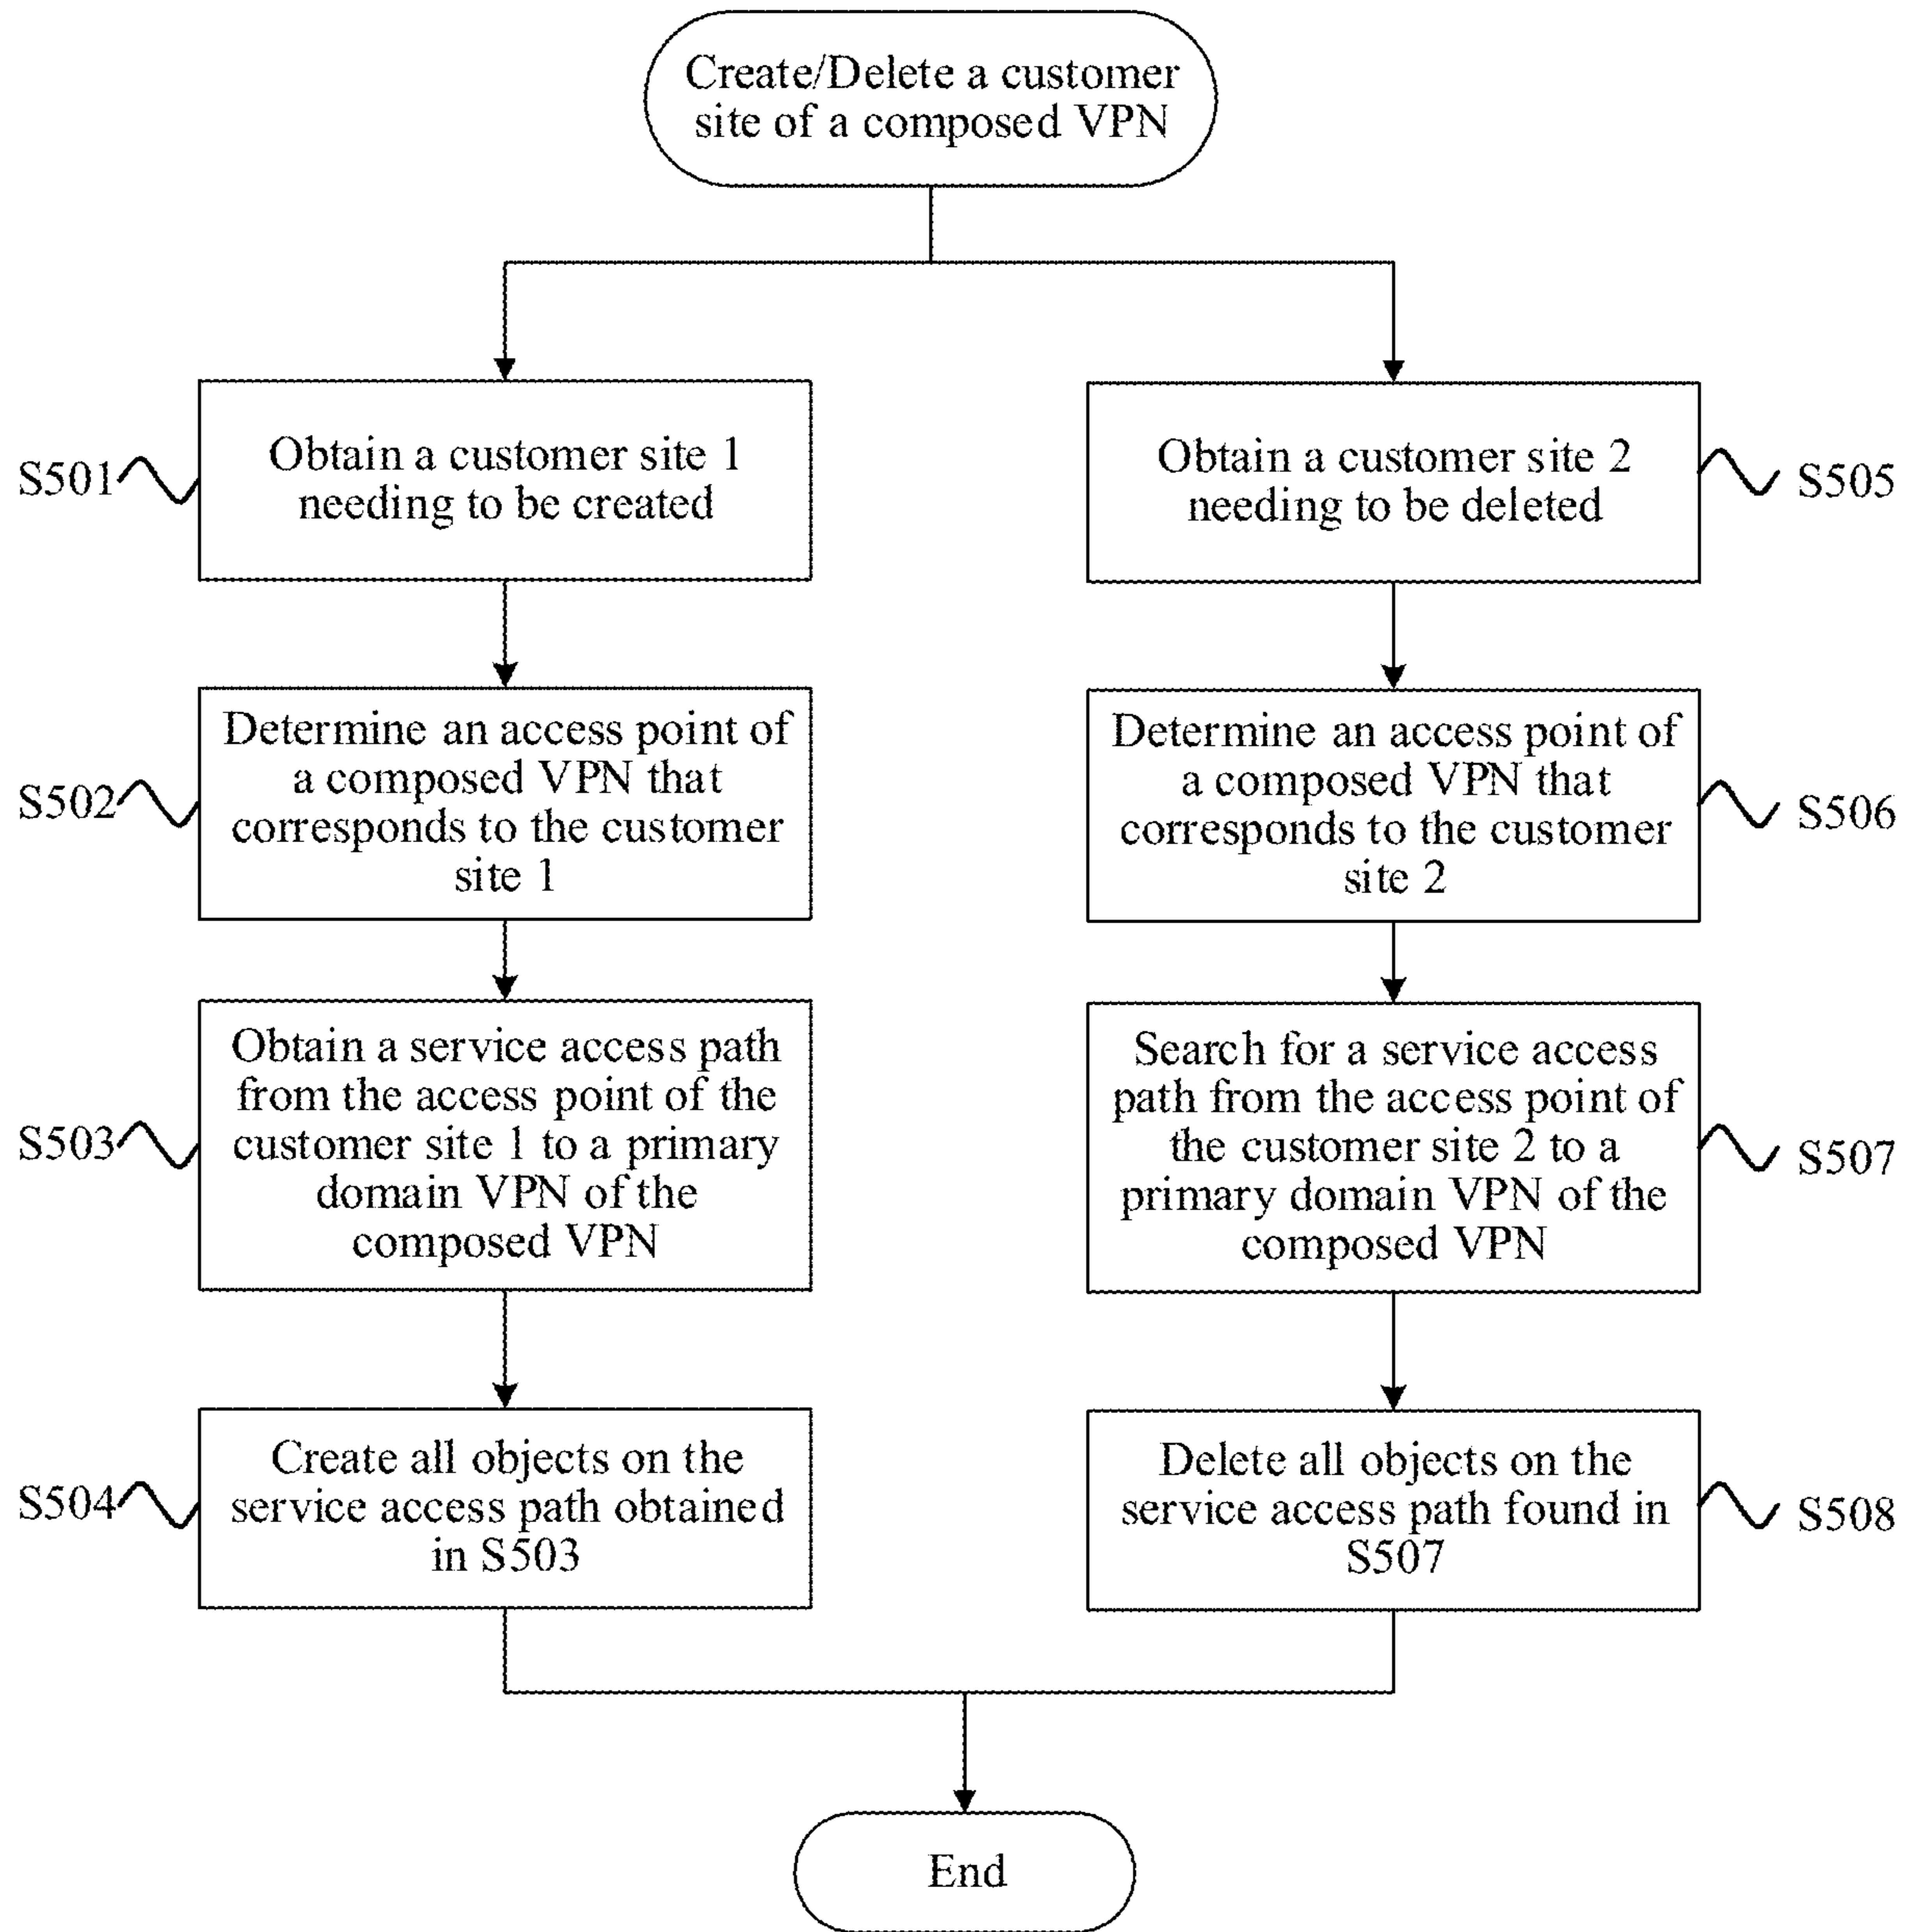 Create/Delete a customer
site of a composed VPN
S501
Obtain a customer site 1
needing to be created
S502
Determine an access point of
a composed VPN that
corresponds to the customer
site 1
S503
Obtain a service access path
from the access point of the
customer site 1 to a primary
domain VPN of the
composed VPN
S504
Create all objects on the
service access path obtained
in S503
Obtain a customer site 2
needing to be deleted
S505
Determine an access point of
a composed VPN that
corresponds to the customer
site 2
S506
Search for a service access
path from the access point of
the customer site 2 to a
primary domain VPN of the
composed VPN
S507
Delete all objects on the
service access path found in
S507
S508
End